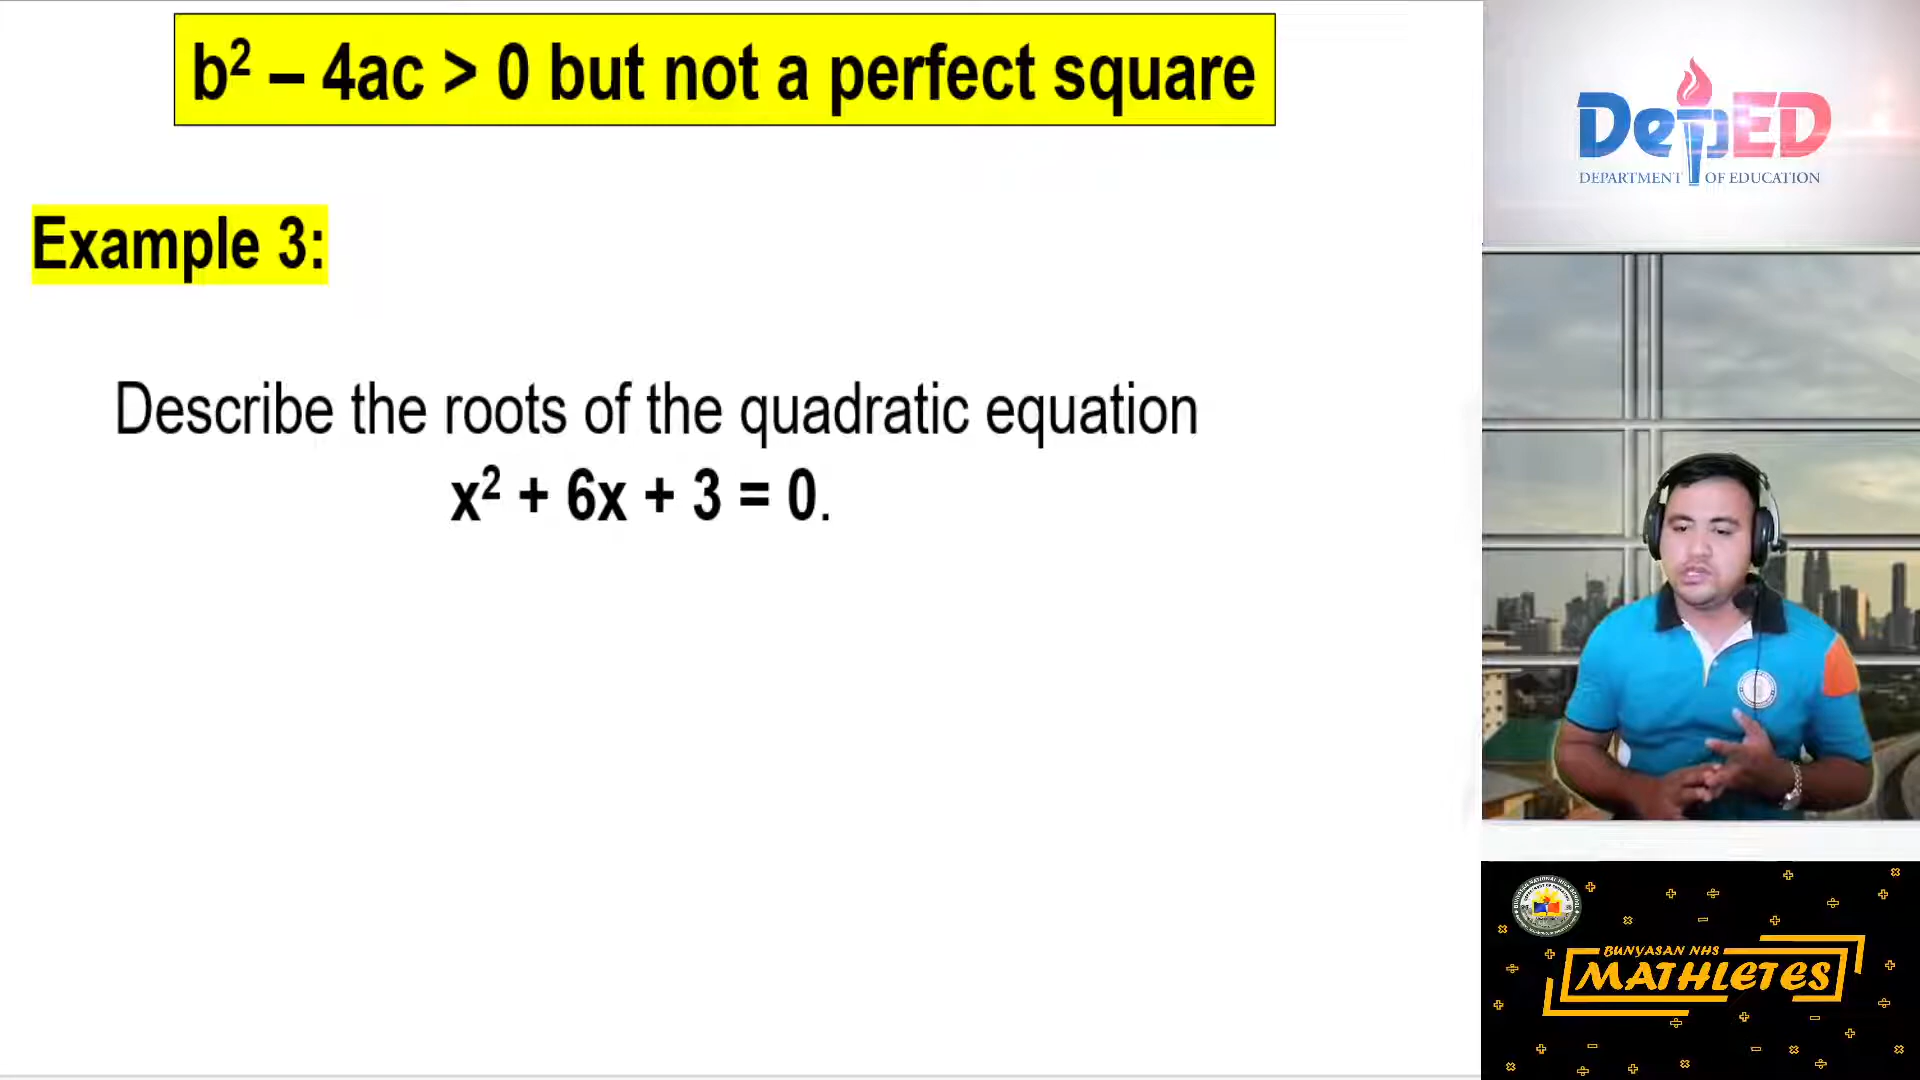 b² – 4ac > 0 but not a perfect square
Example 3:
Describe the roots of the quadratic equation
x² + 6x + 3 = 0.
DepED
DEPARTMENT OF EDUCATION
BUNYASAN NHS
MATHLETES